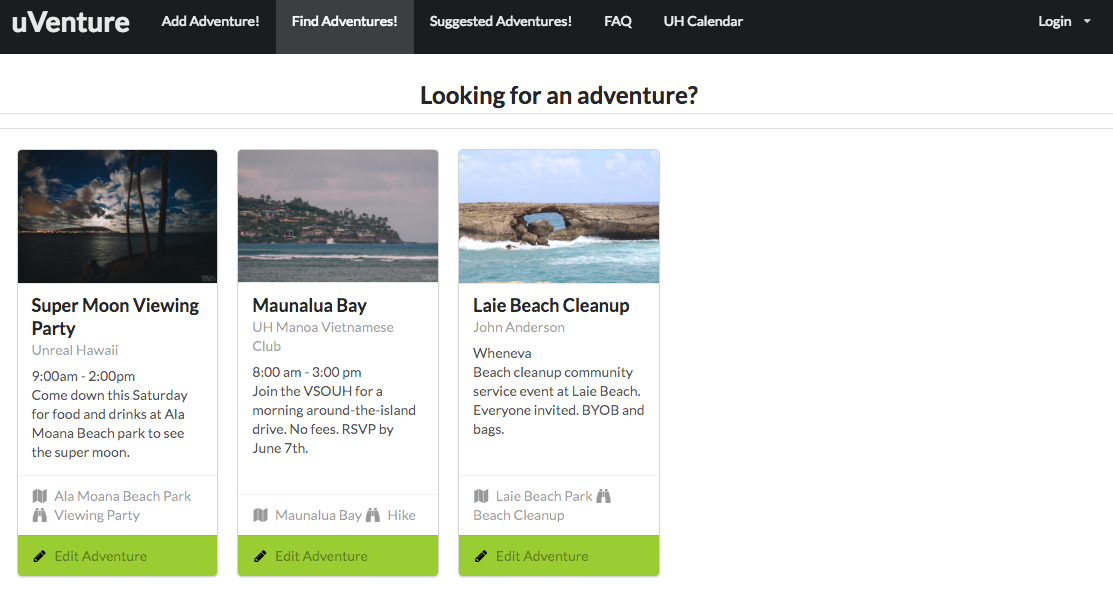 uVenture Add Adventure! Find Adventures! Suggested Adventures! FAQ UH Calendar Login
Looking for an adventure?
Super Moon Viewing
Party
Unreal Hawaii
9:00am - 2:00pm
Come down this Saturday
for food and drinks at Ala
Moana Beach park to see
the super moon.
Ala Moana Beach Park
Viewing Party
Edit Adventure
Maunalua Bay
UH Manoa Vietnamese
Club
8:00 am - 3:00 pm
Join the VSOUH for a
morning around-the-island
drive. No fees. RSVP by
June 7th.
Maunalua Bay Hike
Edit Adventure
Laie Beach Cleanup
John Anderson
Wheneva
Beach cleanup community
service event at Laie Beach.
Everyone invited. BYOB and
bags.
Laie Beach Park
Beach Cleanup
Edit Adventure